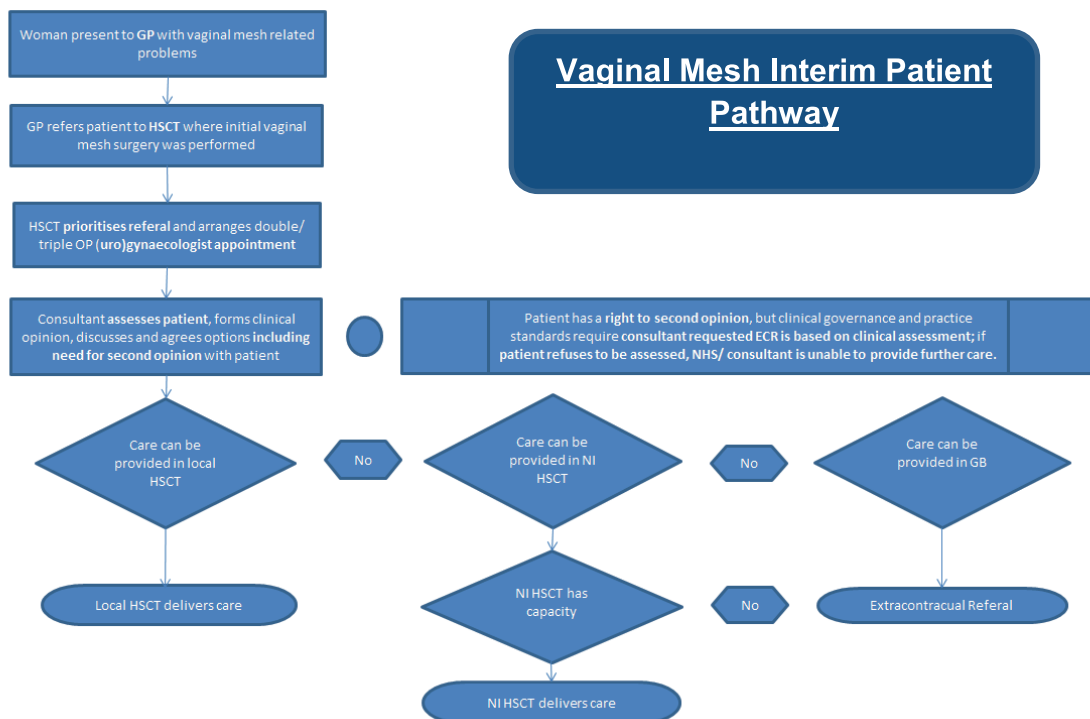 Vaginal Mesh Interim Patient
Pathway
Woman present to GP with vaginal mesh related
problems
GP refers patient to HSCT where initial vaginal
mesh surgery was performed
HSCT prioritises referal and arranges double/
triple OP (uro)gynaecologist appointment
Consultant assesses patient, forms clinical
opinion, discusses and agrees options including
need for second opinion with patient
Patient has a right to second opinion, but clinical governance and practice
standards require consultant requested ECR is based on clinical assessment; if
patient refuses to be assessed, NHS/ consultant is unable to provide further care.
Care can be
provided in local
HSCT
No
Care can be
provided in NI
HSCT
No
Care can be
provided in GB
Local HSCT delivers care
NI HSCT has
capacity
No
Extracontracual Referal
NI HSCT delivers care